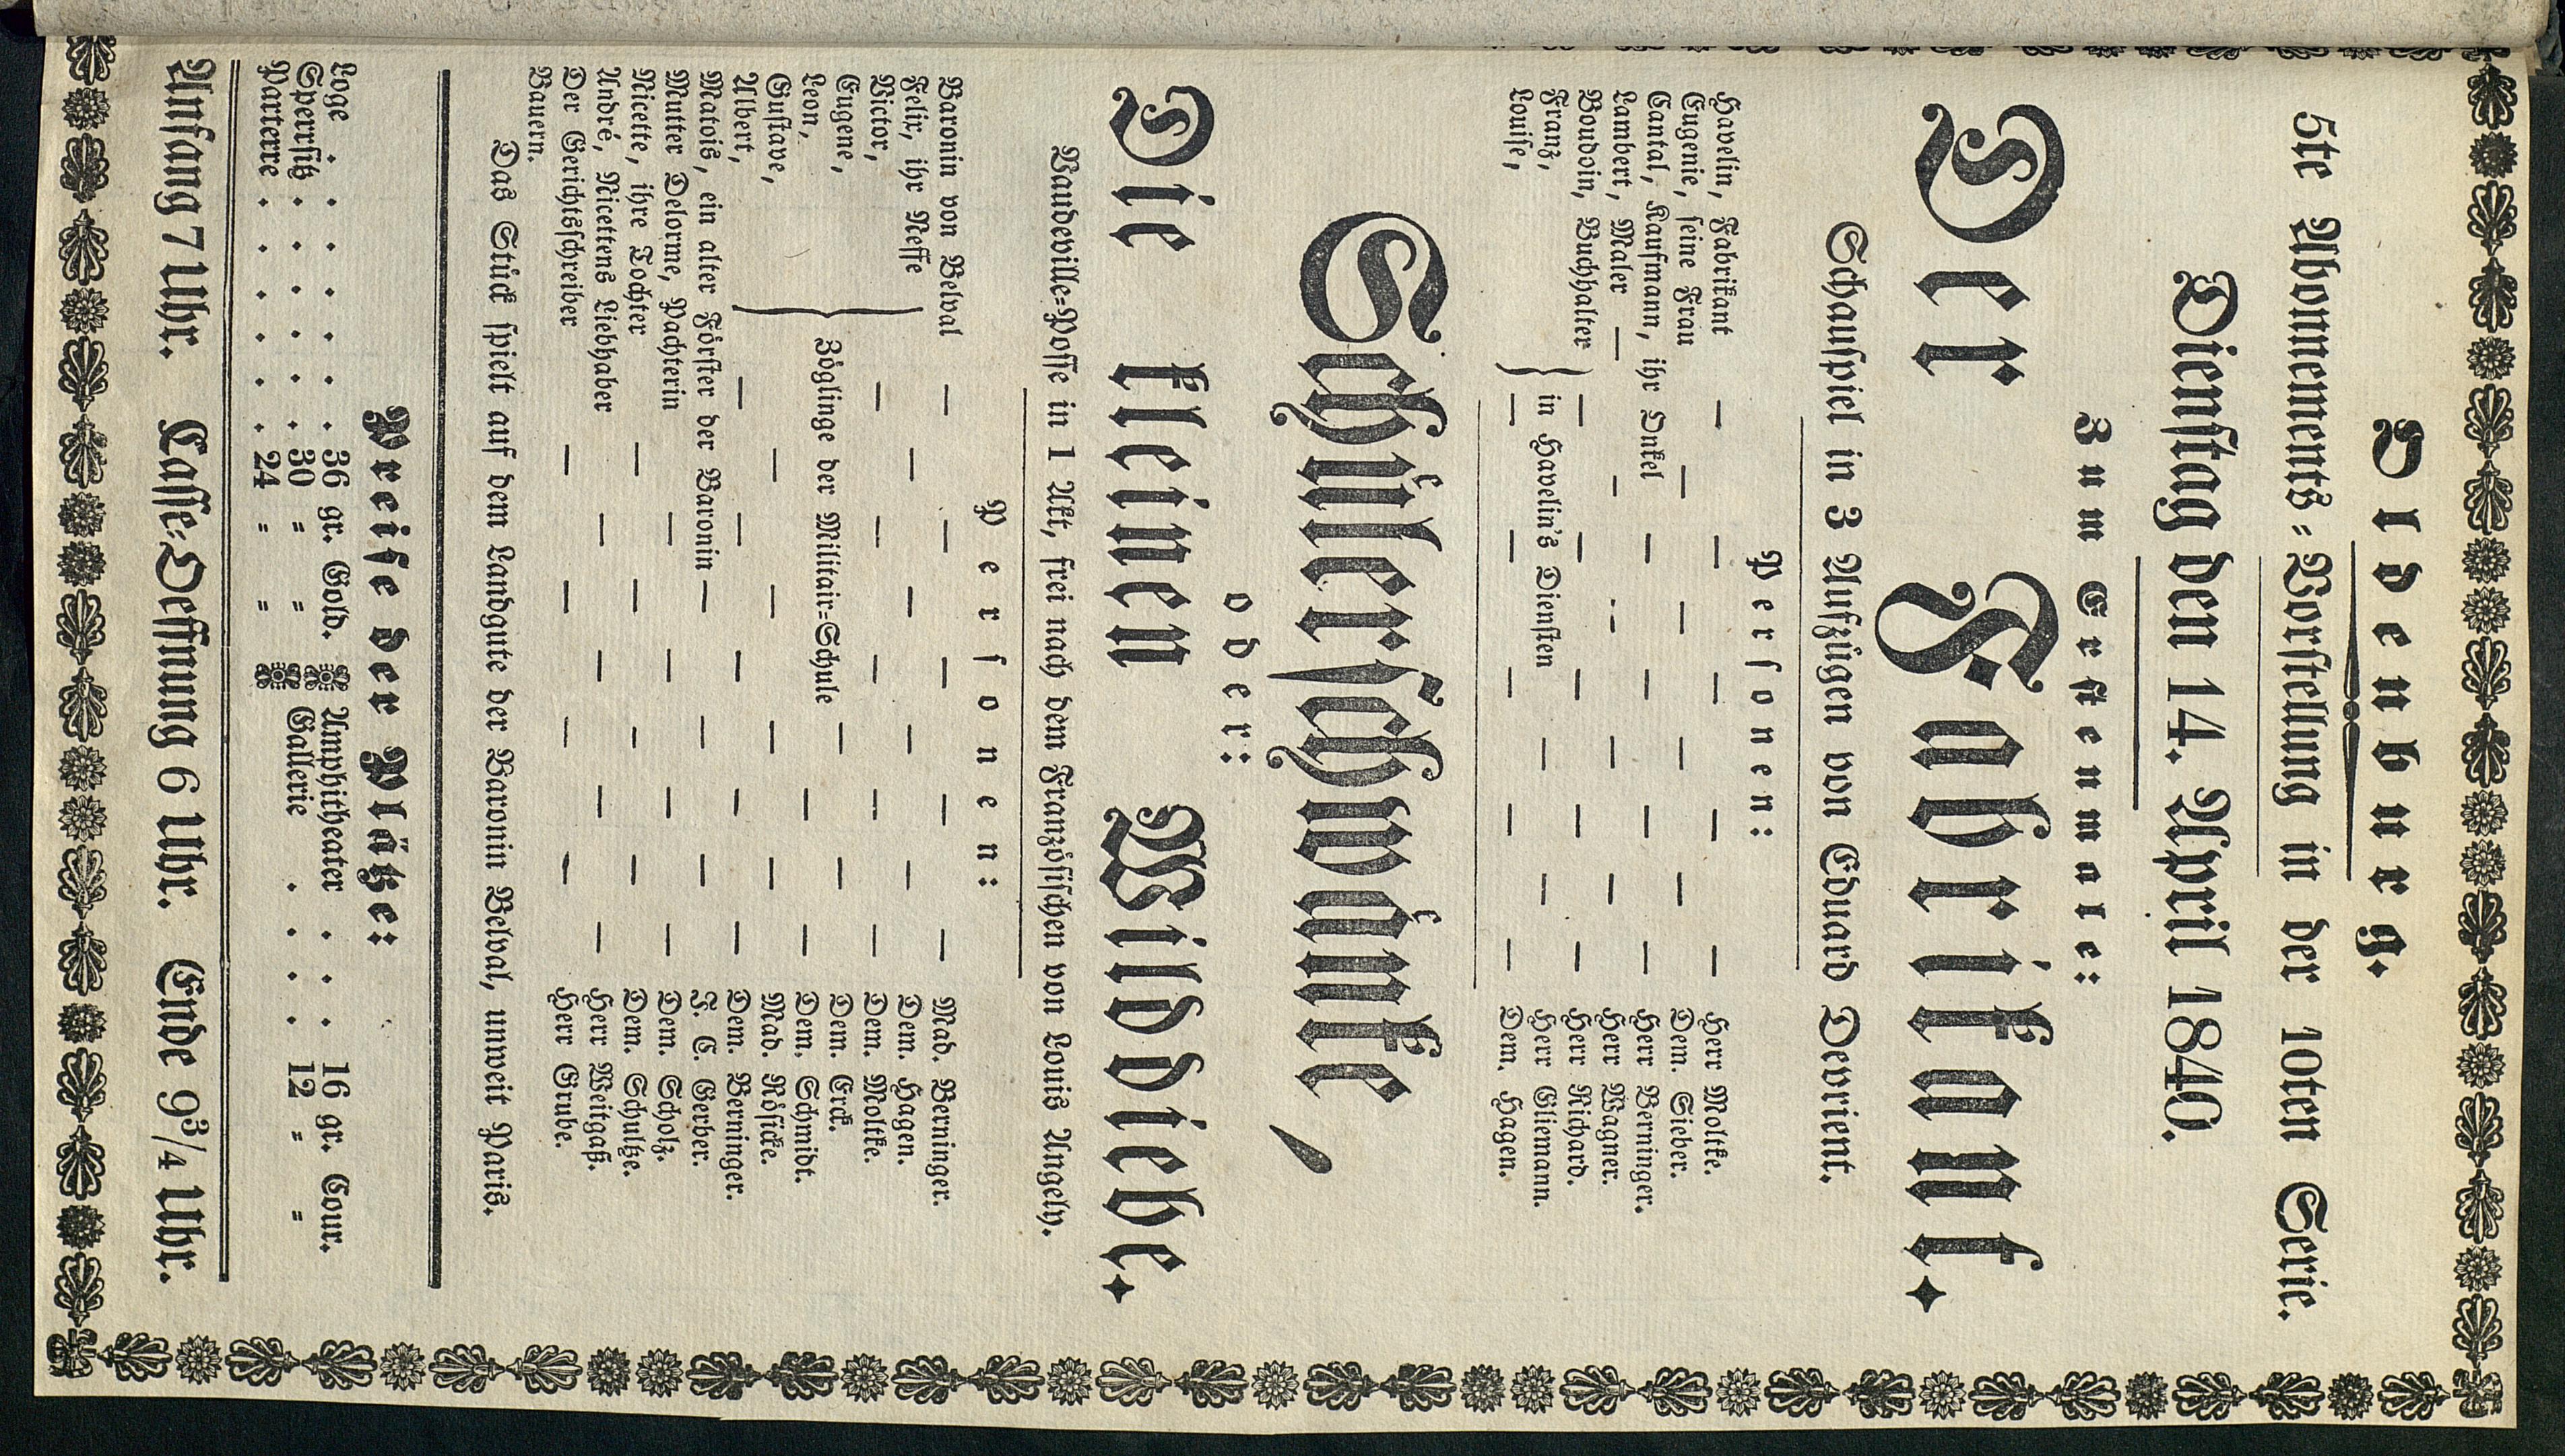 Oldenburg.
5te Abonnements-Vorstellung in der 10ten Serie.
Dienstag den 14. April 1840.
Zum Erstenmale:
Der Fabrikant.
Schauspiel in 3 Aufzügen von Eduard Devrient.
Personen:
Havelin, Fabrikant — — — — — Herr Moltke.
Eugenie, seine Frau — — — — Dem. Sieber.
Cantal, Kaufmann, ihr Onkel — — — — Herr Berninger.
Lambert, Maler — — — — — Herr Wagner.
Boudoin, Buchhalter — — — — — Herr Richard.
Franz, } in Havelin's Diensten — — Herr Gliemann.
Louise, — — — — — Dem. Hagen.
Schülerschwänke,
oder:
Die kleinen Wilddiebe.
Vaudeville-Posse in 1 Akt, frei nach dem Französischen von Louis Angely.
Personen:
Baronin von Belval — — — — — Mad. Berninger.
Felix, ihr Neffe — — — — Dem. Hagen.
Victor, — — — — — Dem. Moltke.
Eugene, — — Dem. Erck.
Leon, } Zöglinge der Militair-Schule — — Dem. Schmidt.
Gustave, — — — — Mad. Rösicke.
Albert, — — — — — Dem. Berninger.
Matois, ein alter Förster der Baronin — — — F. C. Gerber.
Mutter Delorme, Pachterin — — — — Dem. Scholz.
Nicette, ihre Tochter — — — — Dem. Schultze.
André, Nicettens Liebhaber — — — — Herr Weitgaß.
Der Gerichtsschreiber — — — — Herr Grube.
Bauern.
Das Stück spielt auf dem Landgute der Baronin Belval, unweit Paris.
Preise der Plätze:
Loge . . . . . . . 36 gr. Gold. Amphitheater . . . 16 gr. Cour.
Sperrsitz . . . . . . 30 " " Gallerie . . . . 12 " "
Parterre . . . . . . 24 " "
Anfang 7 Uhr. Casse-Oeffnung 6 Uhr. Ende 9¾ Uhr.